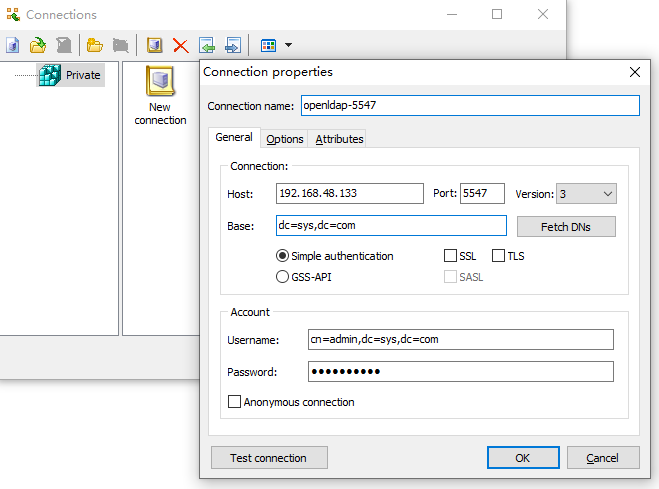 Connections
Private
New
connection
Connection properties
Connection name: openldap-5547
General Options Attributes
Connection:
Host: 192.168.48.133 Port: 5547 Version: 3
Base: dc=sys,dc=com Fetch DNs
Simple authentication SSL TLS
GSS-API SASL
Account
Username: cn=admin,dc=sys,dc=com
Password: ●●●●●●●●●●
Anonymous connection
Test connection OK Cancel